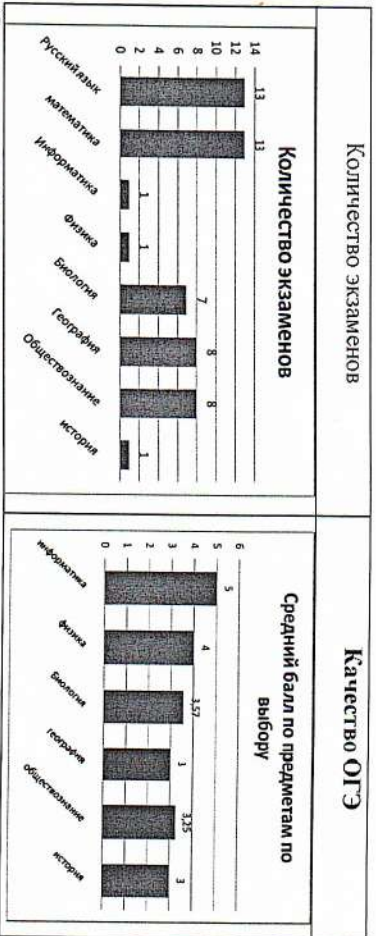 Количество экзаменов
Количество экзаменов
14
12
10
8
6
4
2
0
13
13
1
1
7
8
8
1
Русский язык
математика
Информатика
Физика
Биология
География
Обществознание
история
Качество ОГЭ
Средний балл по предметам по
выбору
6
5
4
3
2
1
0
5
4
3,57
3
3,25
3
информатика
физика
биология
география
обществознание
история